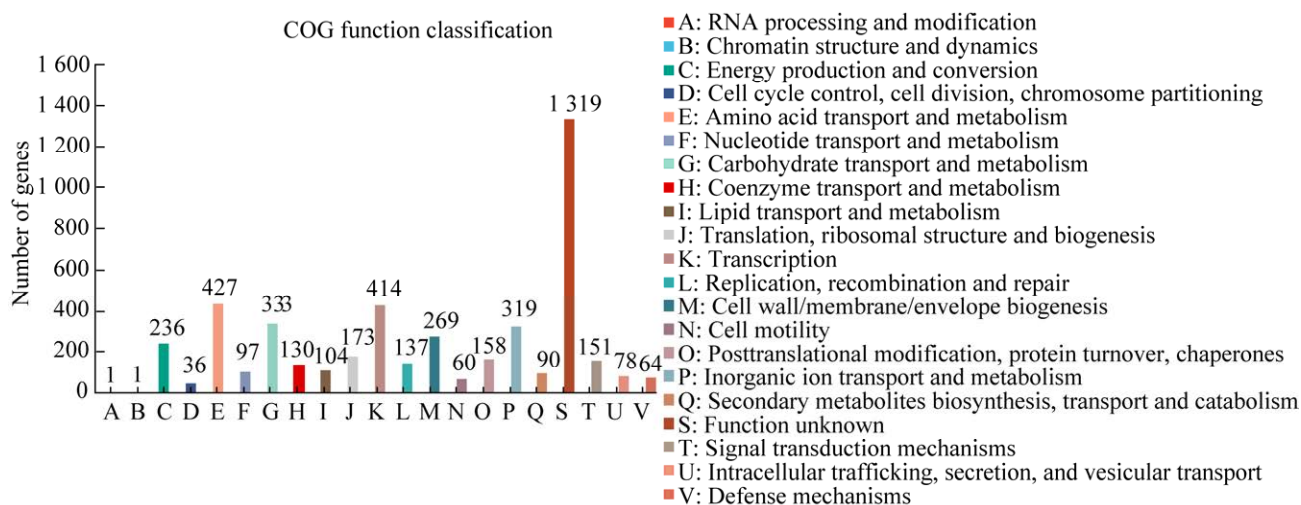 COG function classification
Number of genes
1 600
1 400
1 200
1 000
800
600
400
200
0
1
1
236
36
427
97
333
130
104
173
414
137
269
60
158
319
90
1 319
151
78
64
A B C D E F G H I J K L M N O P Q S T U V
A: RNA processing and modification
B: Chromatin structure and dynamics
C: Energy production and conversion
D: Cell cycle control, cell division, chromosome partitioning
E: Amino acid transport and metabolism
F: Nucleotide transport and metabolism
G: Carbohydrate transport and metabolism
H: Coenzyme transport and metabolism
I: Lipid transport and metabolism
J: Translation, ribosomal structure and biogenesis
K: Transcription
L: Replication, recombination and repair
M: Cell wall/membrane/envelope biogenesis
N: Cell motility
O: Posttranslational modification, protein turnover, chaperones
P: Inorganic ion transport and metabolism
Q: Secondary metabolites biosynthesis, transport and catabolism
S: Function unknown
T: Signal transduction mechanisms
U: Intracellular trafficking, secretion, and vesicular transport
V: Defense mechanisms